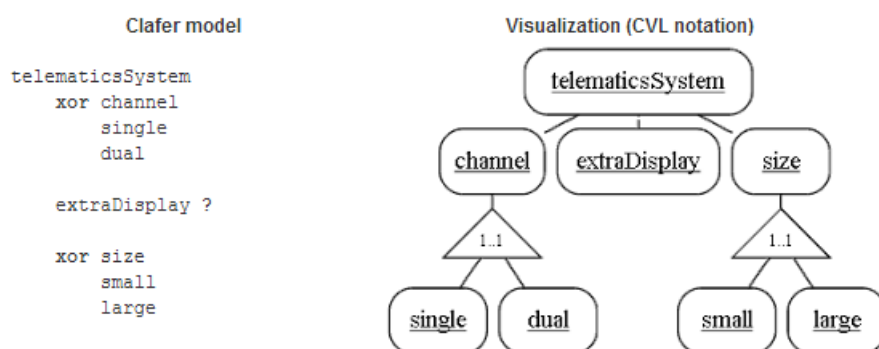 Clafer model
telematicsSystem
xor channel
single
dual
extraDisplay ?
xor size
small
large
Visualization (CVL notation)
telematicsSystem
channel
extraDisplay
size
1..1
1..1
single
dual
small
large